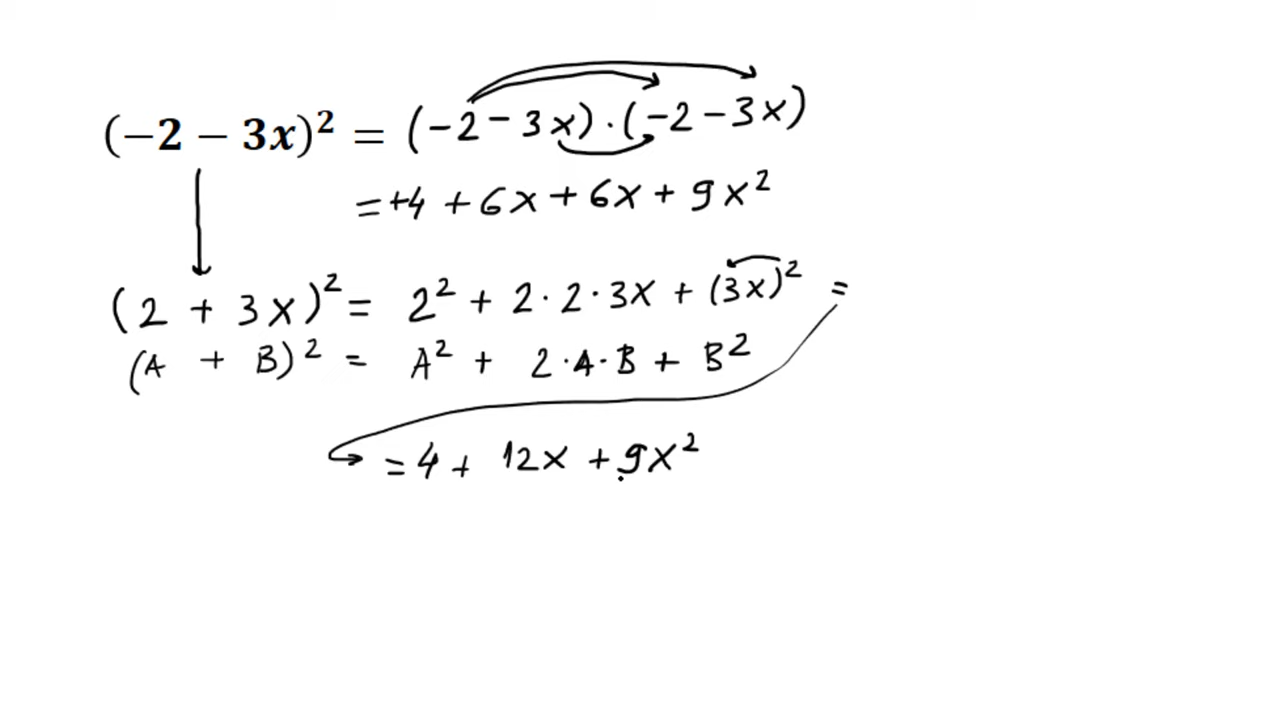 (−2 − 3x)² = (−2 − 3x) · (−2 − 3x)
= +4 + 6x + 6x + 9x²
(2 + 3x)² = 2² + 2 · 2 · 3x + (3x)² =
(A + B)² = A² + 2 · A · B + B²
= 4 + 12x + 9x²